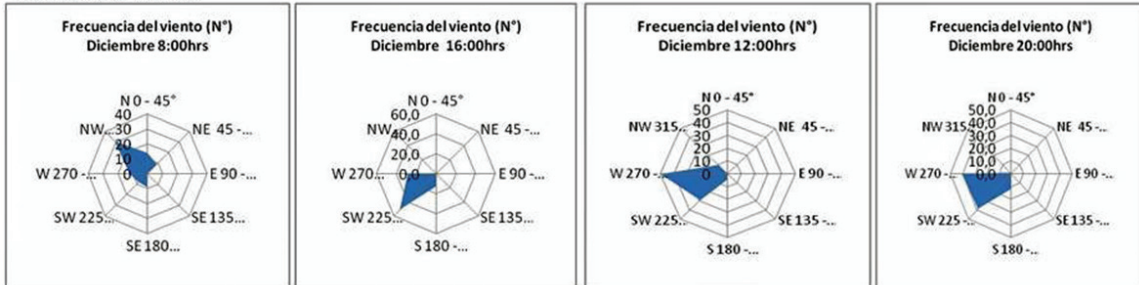 Frecuencia del viento (N°)
Diciembre 8:00hrs
N 0 - 45°
40
30
20
10
0
NW...
NE 45 -...
W 270 -...
E 90 -...
SW 225...
SE 135...
SE 180...
Frecuencia del viento (N°)
Diciembre 16:00hrs
N 0 - 45°
60,0
40,0
20,0
0,0
NW...
NE 45 -...
W 270...
E 90 -...
SW 225...
SE 135...
S 180 -...
Frecuencia del viento (N°)
Diciembre 12:00hrs
N 0 - 45°
50
40
30
20
10
0
NW 315...
NE 45 -...
W 270 -...
E 90 -...
SW 225...
SE 135 -...
S 180 -...
Frecuencia del viento (N°)
Diciembre 20:00hrs
N 0 - 45°
50,0
40,0
30,0
20,0
10,0
0,0
NW 315...
NE 45 -...
W 270 -...
E 90 -...
SW 225 -...
SE 135 -...
S 180 -...